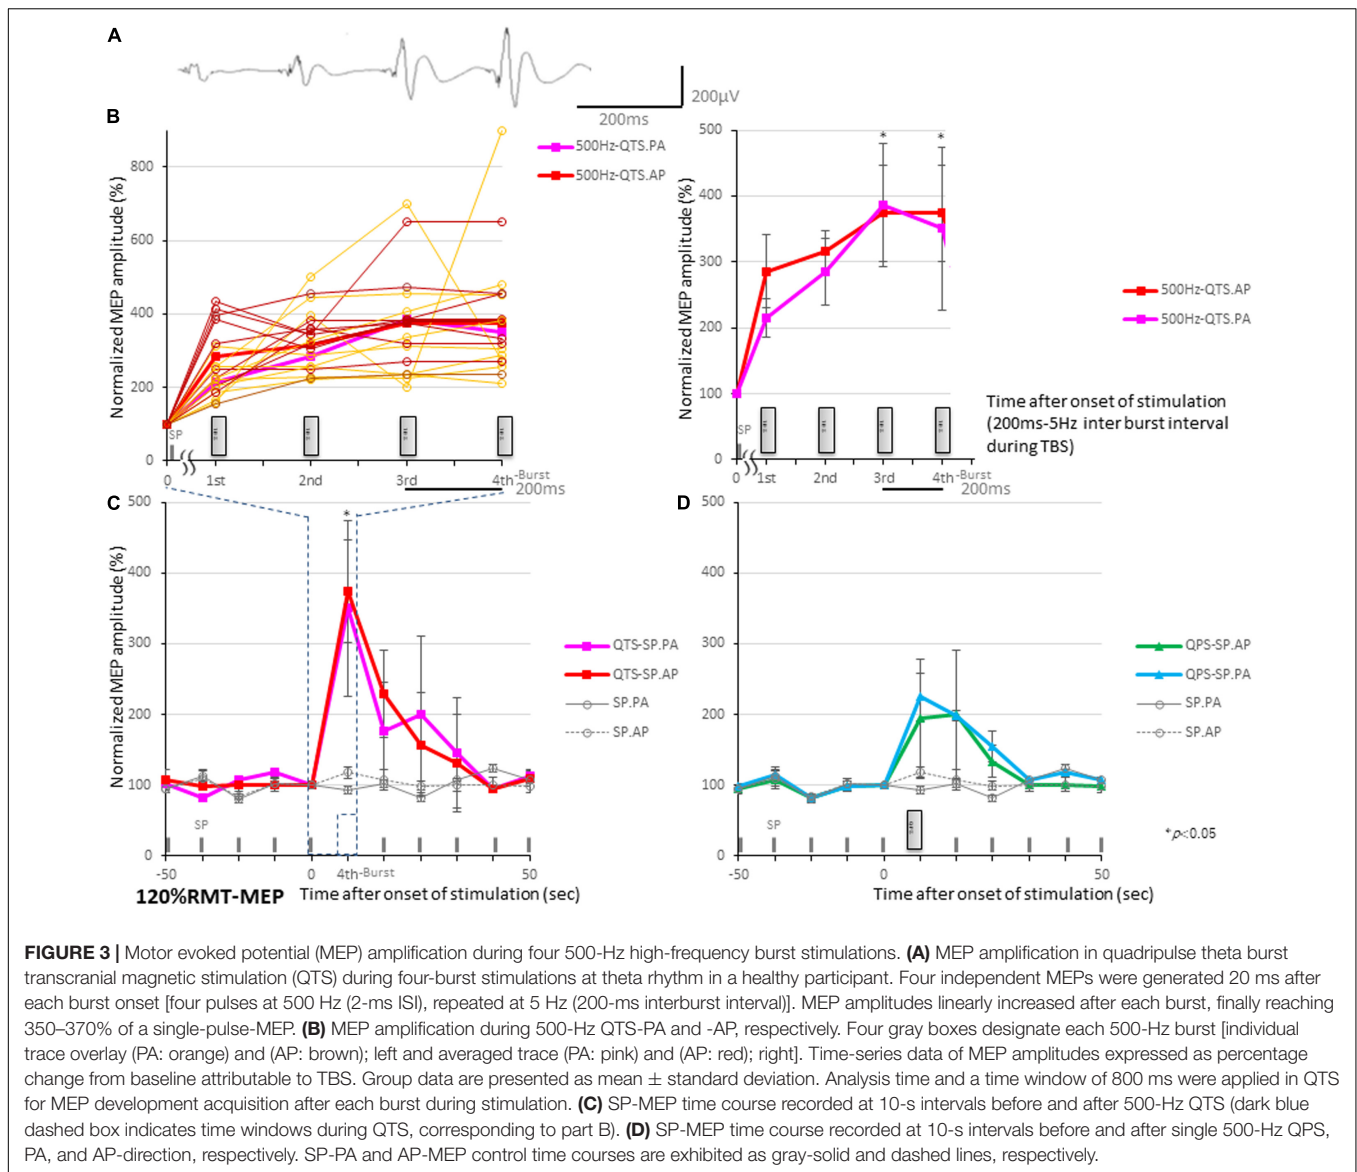 A
200µV
200ms
B
Normalized MEP amplitude (%)
800
600
400
200
0
SP
0 1st 2nd 3rd 4th-Burst
200ms
500Hz-QTS.PA
500Hz-QTS.AP
Normalized MEP amplitude (%)
500
400
300
200
100
0
* *
SP
0 1st 2nd 3rd 4th-Burst
200ms
500Hz-QTS.AP
500Hz-QTS.PA
Time after onset of stimulation
(200ms-5Hz inter burst interval
during TBS)
C
Normalized MEP amplitude (%)
500
400
300
200
100
0
*
SP
-50 0 4th-Burst 50
120%RMT-MEP Time after onset of stimulation (sec)
QTS-SP.PA
QTS-SP.AP
SP.PA
SP.AP
D
500
400
300
200
100
0
SP
-50 0 50
Time after onset of stimulation (sec)
QPS-SP.AP
QPS-SP.PA
SP.PA
SP.AP
*p<0.05
FIGURE 3 | Motor evoked potential (MEP) amplification during four 500-Hz high-frequency burst stimulations. (A) MEP amplification in quadripulse theta burst
transcranial magnetic stimulation (QTS) during four-burst stimulations at theta rhythm in a healthy participant. Four independent MEPs were generated 20 ms after
each burst onset [four pulses at 500 Hz (2-ms ISI), repeated at 5 Hz (200-ms interburst interval)]. MEP amplitudes linearly increased after each burst, finally reaching
350–370% of a single-pulse-MEP. (B) MEP amplification during 500-Hz QTS-PA and -AP, respectively. Four gray boxes designate each 500-Hz burst [individual
trace overlay (PA: orange) and (AP: brown); left and averaged trace (PA: pink) and (AP: red); right]. Time-series data of MEP amplitudes expressed as percentage
change from baseline attributable to TBS. Group data are presented as mean ± standard deviation. Analysis time and a time window of 800 ms were applied in QTS
for MEP development acquisition after each burst during stimulation. (C) SP-MEP time course recorded at 10-s intervals before and after 500-Hz QTS (dark blue
dashed box indicates time windows during QTS, corresponding to part B). (D) SP-MEP time course recorded at 10-s intervals before and after single 500-Hz QPS,
PA, and AP-direction, respectively. SP-PA and AP-MEP control time courses are exhibited as gray-solid and dashed lines, respectively.